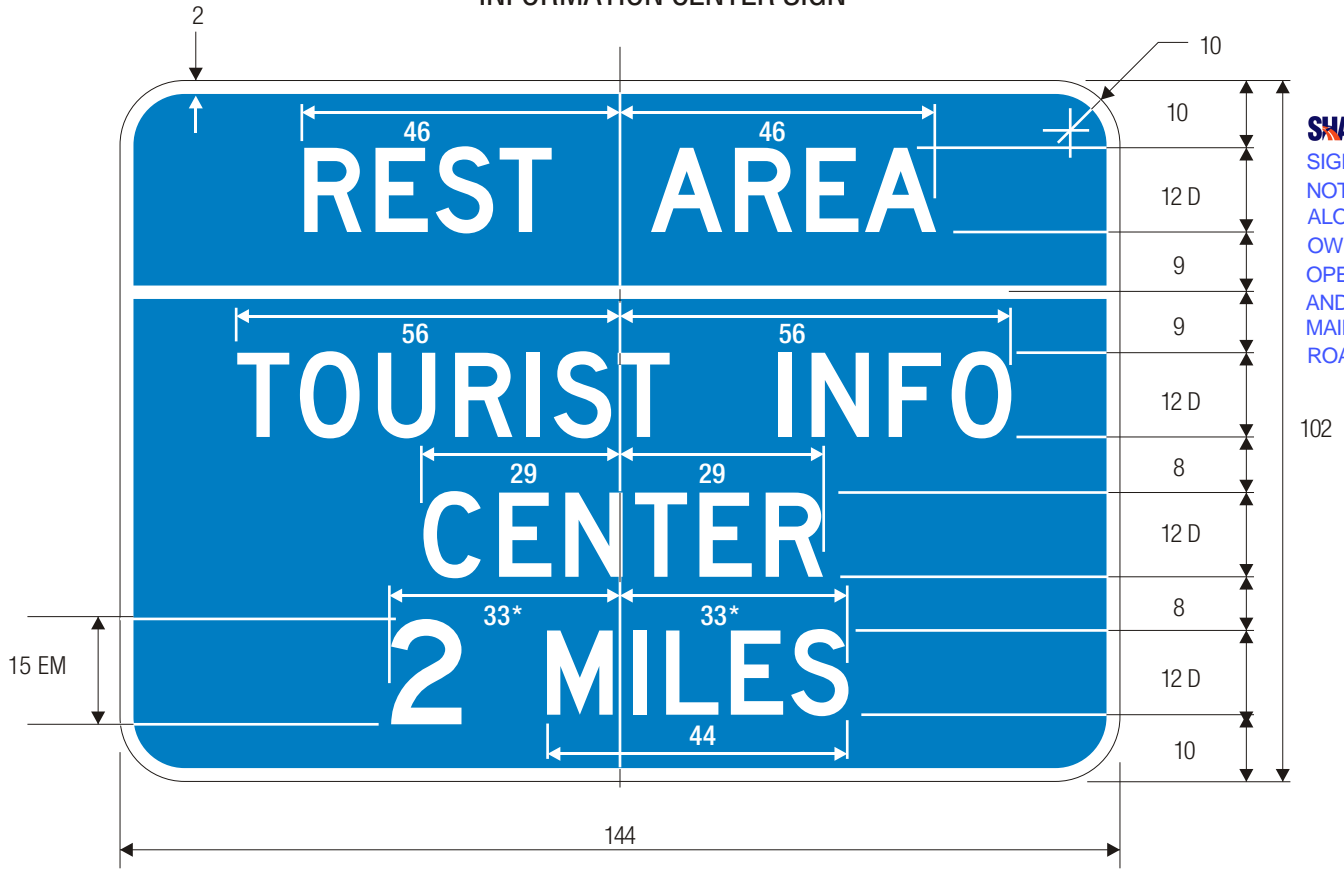 INFORMATION CENTER SIGN
2
10
46 46
10
REST AREA
12 D
9
56 56
9
TOURIST INFO
12 D
102
29 29
8
CENTER
12 D
33* 33*
8
15 EM
2 MILES
12 D
44
10
144
SHA
SIG
NOT
ALO
OW
OPE
AND
MAI
ROA